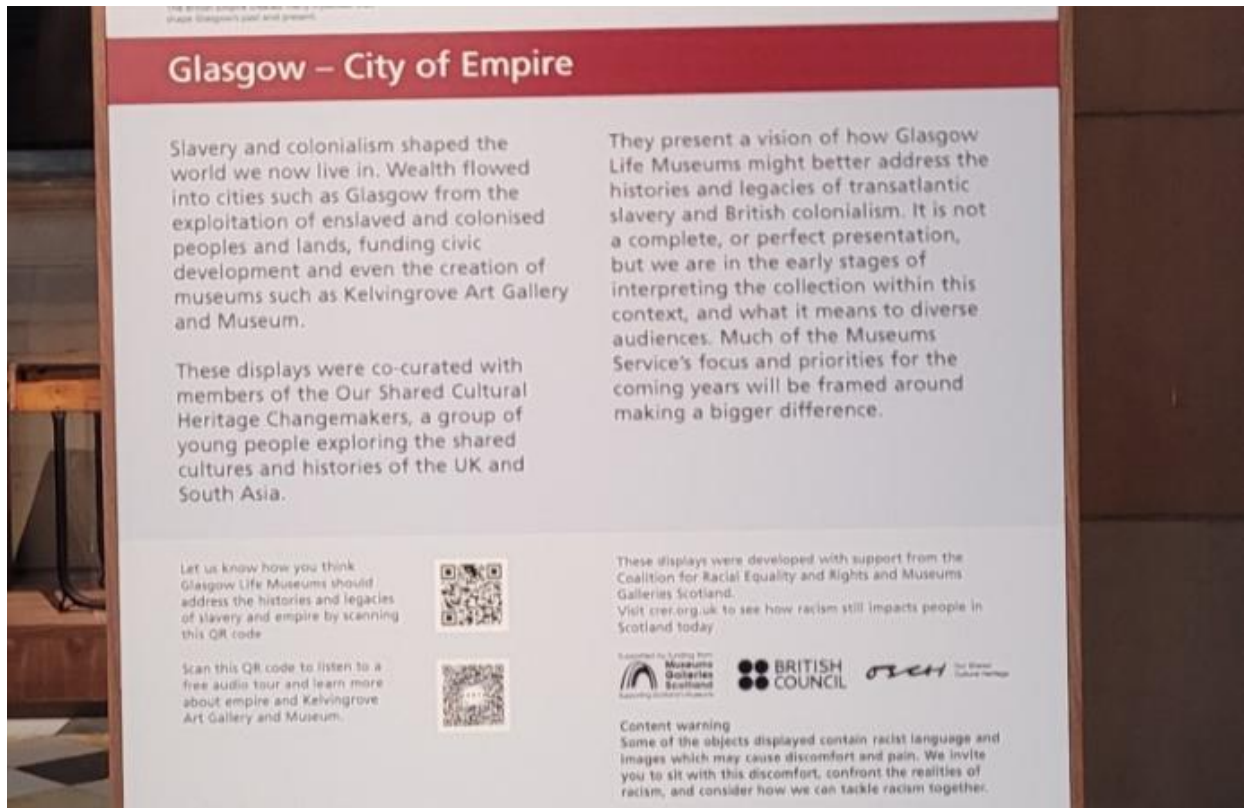 shape Glasgow's past and present.
Glasgow – City of Empire
Slavery and colonialism shaped the
world we now live in. Wealth flowed
into cities such as Glasgow from the
exploitation of enslaved and colonised
peoples and lands, funding civic
development and even the creation of
museums such as Kelvingrove Art Gallery
and Museum.
These displays were co-curated with
members of the Our Shared Cultural
Heritage Changemakers, a group of
young people exploring the shared
cultures and histories of the UK and
South Asia.
They present a vision of how Glasgow
Life Museums might better address the
histories and legacies of transatlantic
slavery and British colonialism. It is not
a complete, or perfect presentation,
but we are in the early stages of
interpreting the collection within this
context, and what it means to diverse
audiences. Much of the Museums
Service's focus and priorities for the
coming years will be framed around
making a bigger difference.
Let us know how you think
Glasgow Life Museums should
address the histories and legacies
of slavery and empire by scanning
this QR code
Scan this QR code to listen to a
free audio tour and learn more
about empire and Kelvingrove
Art Gallery and Museum.
These displays were developed with support from the
Coalition for Racial Equality and Rights and Museums
Galleries Scotland.
Visit crer.org.uk to see how racism still impacts people in
Scotland today
Supported by funding from
Museums
Galleries
Scotland
BRITISH
COUNCIL
OSCH
Our Shared
Cultural Heritage
Content warning
Some of the objects displayed contain racist language and
images which may cause discomfort and pain. We invite
you to sit with this discomfort, confront the realities of
racism, and consider how we can tackle racism together.